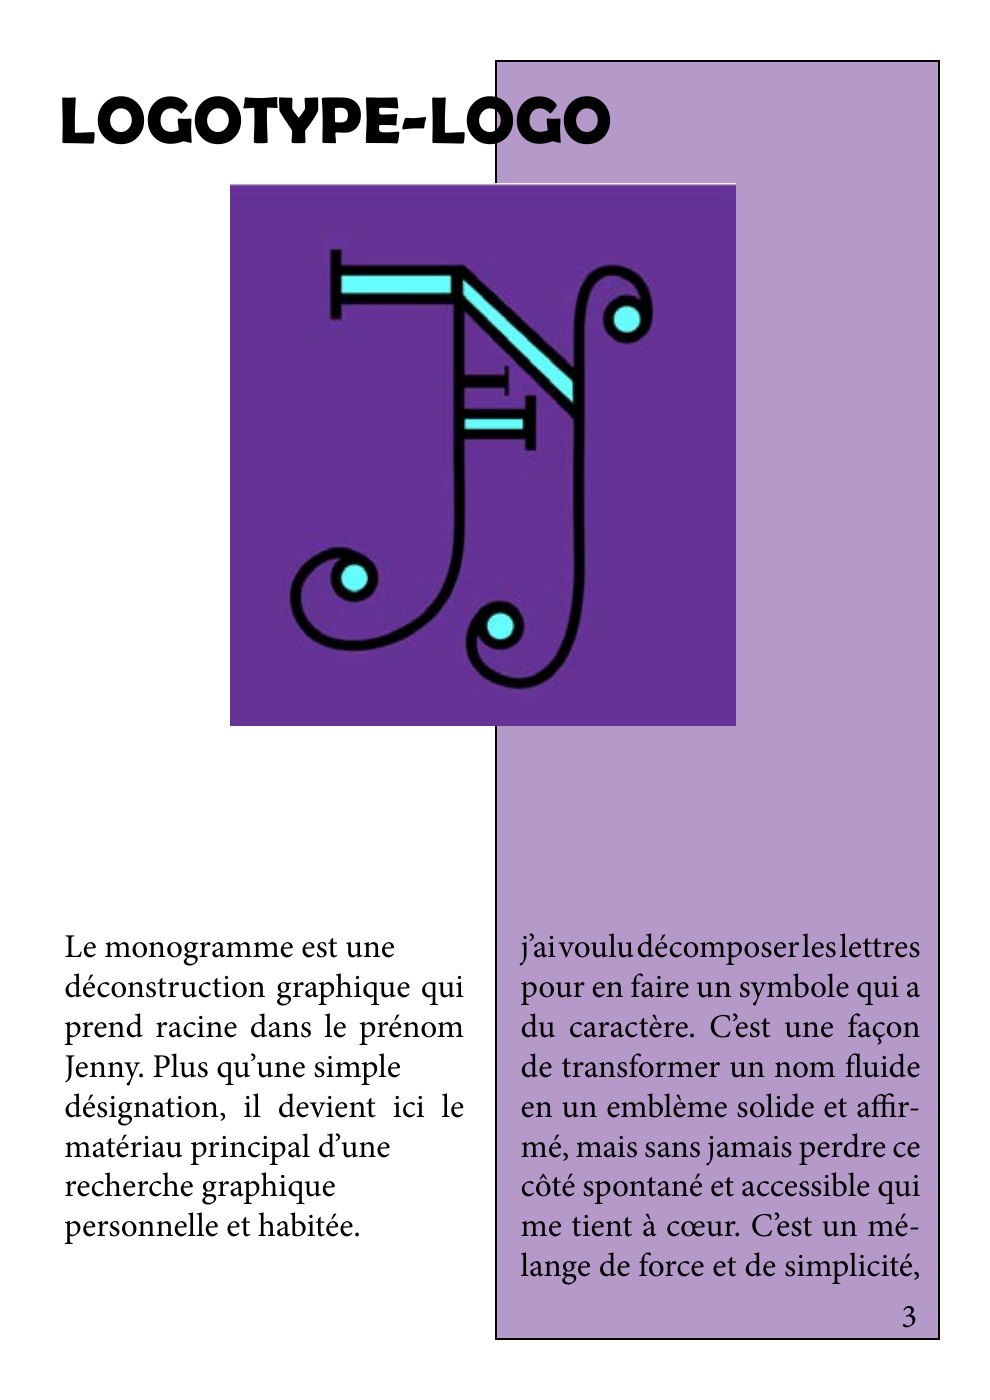 LOGOTYPE-LOGO
Le monogramme est une
déconstruction graphique qui
prend racine dans le prénom
Jenny. Plus qu’une simple
désignation, il devient ici le
matériau principal d’une
recherche graphique
personnelle et habitée.
j’ai voulu décomposer les lettres
pour en faire un symbole qui a
du caractère. C’est une façon
de transformer un nom fluide
en un emblème solide et affir-
mé, mais sans jamais perdre ce
côté spontané et accessible qui
me tient à cœur. C’est un mé-
lange de force et de simplicité,
3